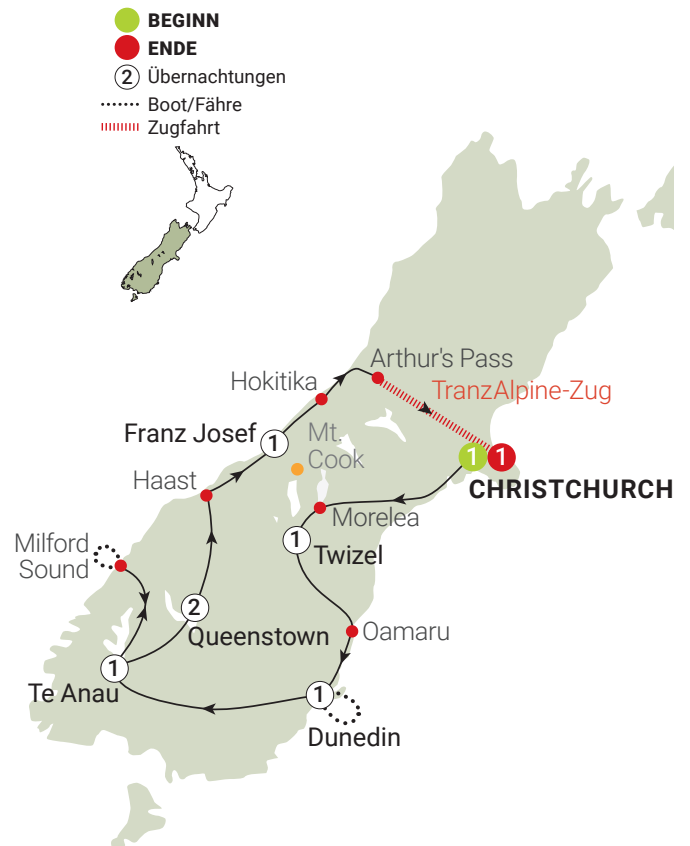 BEGINN
ENDE
2 Übernachtungen
Boot/Fähre
Zugfahrt
Arthur's Pass
TranzAlpine-Zug
Hokitika
Franz Josef
1
Mt.
Cook
1
1
CHRISTCHURCH
Haast
Morelea
1
Twizel
Milford
Sound
2
Queenstown
Oamaru
1
Te Anau
1
Dunedin